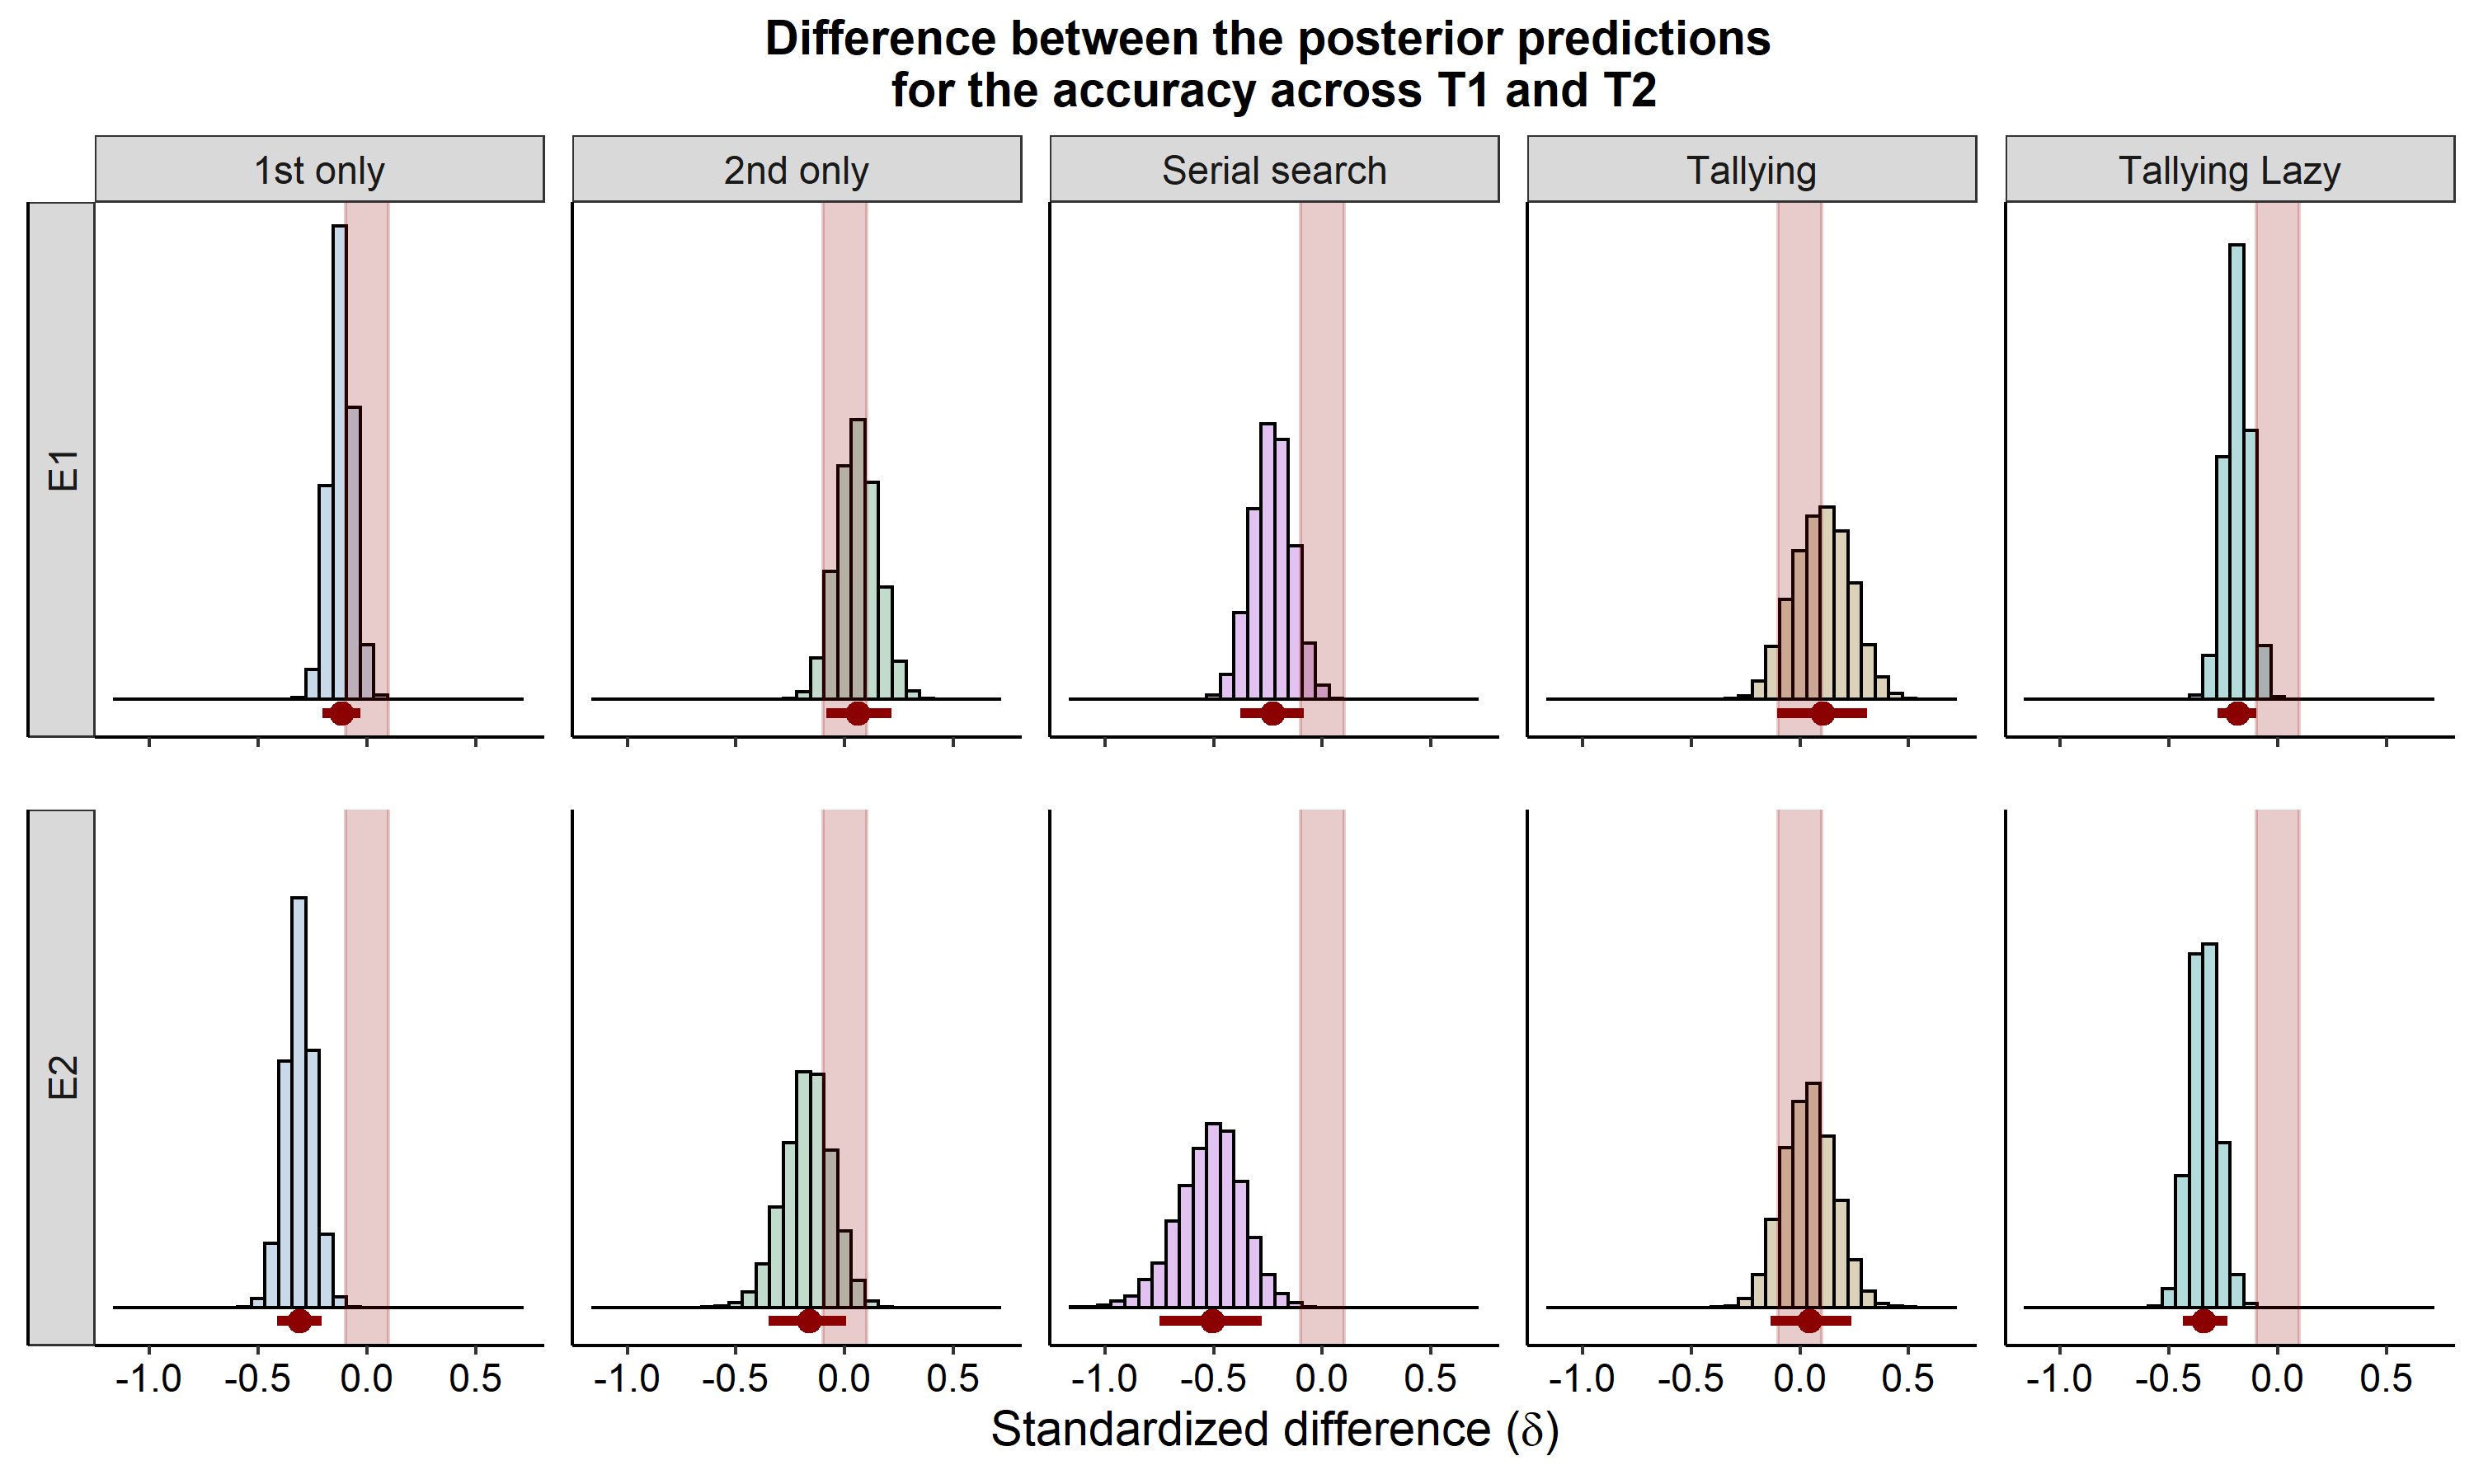 Difference between the posterior predictions
for the accuracy across T1 and T2
1st only
2nd only
Serial search
Tallying
Tallying Lazy
E1
E2
-1.0 -0.5 0.0 0.5
-1.0 -0.5 0.0 0.5
-1.0 -0.5 0.0 0.5
-1.0 -0.5 0.0 0.5
-1.0 -0.5 0.0 0.5
Standardized difference (δ)